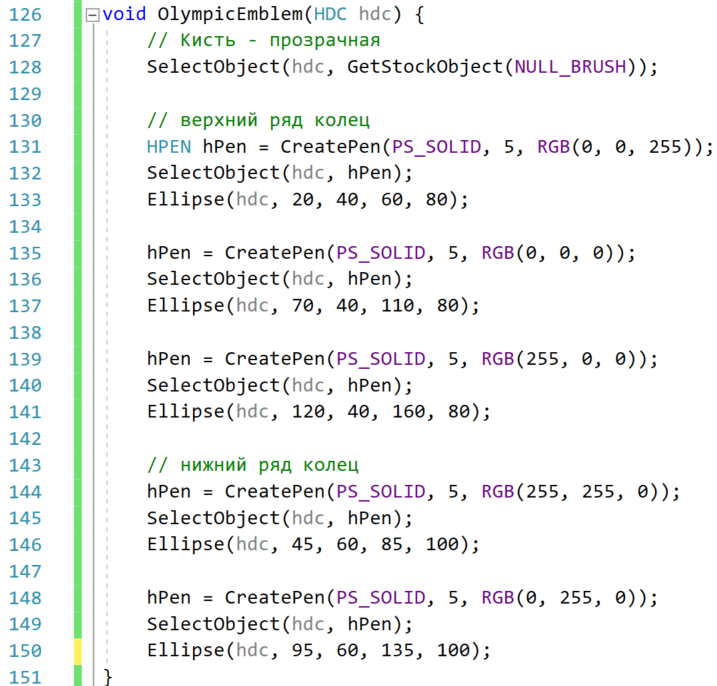 126 void OlympicEmblem(HDC hdc) {
127 // Кисть - прозрачная
128 SelectObject(hdc, GetStockObject(NULL_BRUSH));
129
130 // верхний ряд колец
131 HPEN hPen = CreatePen(PS_SOLID, 5, RGB(0, 0, 255));
132 SelectObject(hdc, hPen);
133 Ellipse(hdc, 20, 40, 60, 80);
134
135 hPen = CreatePen(PS_SOLID, 5, RGB(0, 0, 0));
136 SelectObject(hdc, hPen);
137 Ellipse(hdc, 70, 40, 110, 80);
138
139 hPen = CreatePen(PS_SOLID, 5, RGB(255, 0, 0));
140 SelectObject(hdc, hPen);
141 Ellipse(hdc, 120, 40, 160, 80);
142
143 // нижний ряд колец
144 hPen = CreatePen(PS_SOLID, 5, RGB(255, 255, 0));
145 SelectObject(hdc, hPen);
146 Ellipse(hdc, 45, 60, 85, 100);
147
148 hPen = CreatePen(PS_SOLID, 5, RGB(0, 255, 0));
149 SelectObject(hdc, hPen);
150 Ellipse(hdc, 95, 60, 135, 100);
151 }